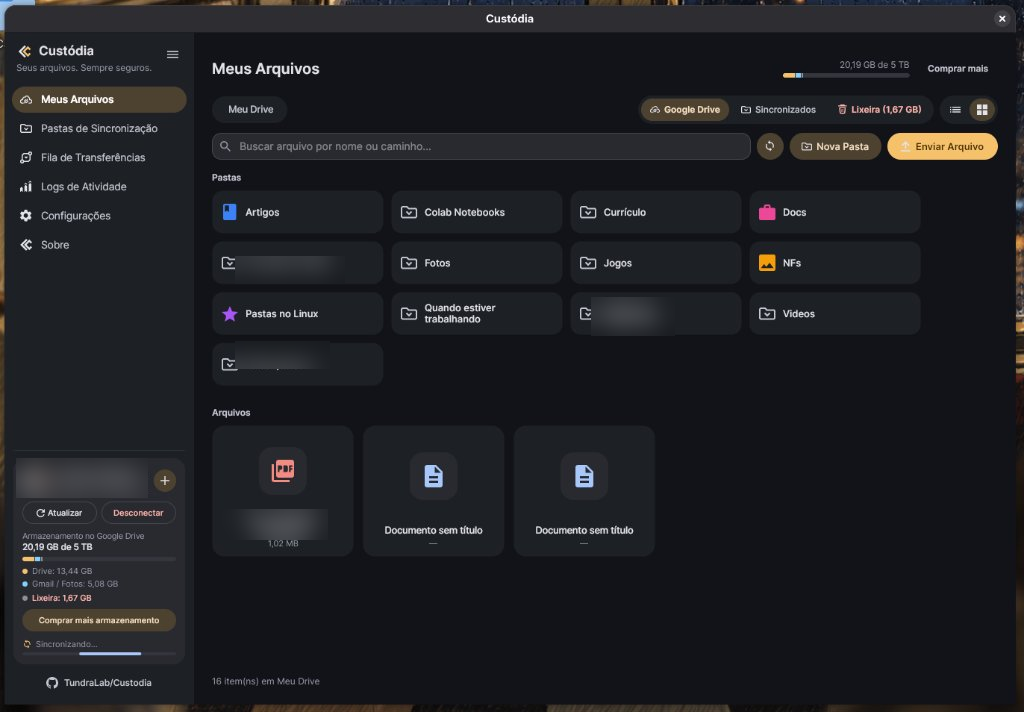 Custódia
Custódia
Seus arquivos. Sempre seguros.
Meus Arquivos
Pastas de Sincronização
Fila de Transferências
Logs de Atividade
Configurações
Sobre
Meus Arquivos
20,19 GB de 5 TB
Comprar mais
Meu Drive
Google Drive
Sincronizados
Lixeira (1,67 GB)
Buscar arquivo por nome ou caminho...
Nova Pasta
Enviar Arquivo
Pastas
Artigos
Colab Notebooks
Currículo
Docs
Fotos
Jogos
NFs
Pastas no Linux
Quando estiver
trabalhando
Videos
Arquivos
PDF
1,02 MB
Documento sem título
—
Documento sem título
—
Atualizar
Desconectar
Armazenamento no Google Drive
20,19 GB de 5 TB
Drive: 13,44 GB
Gmail / Fotos: 5,08 GB
Lixeira: 1,67 GB
Comprar mais armazenamento
Sincronizando...
TundraLab/Custodia
16 item(ns) em Meu Drive